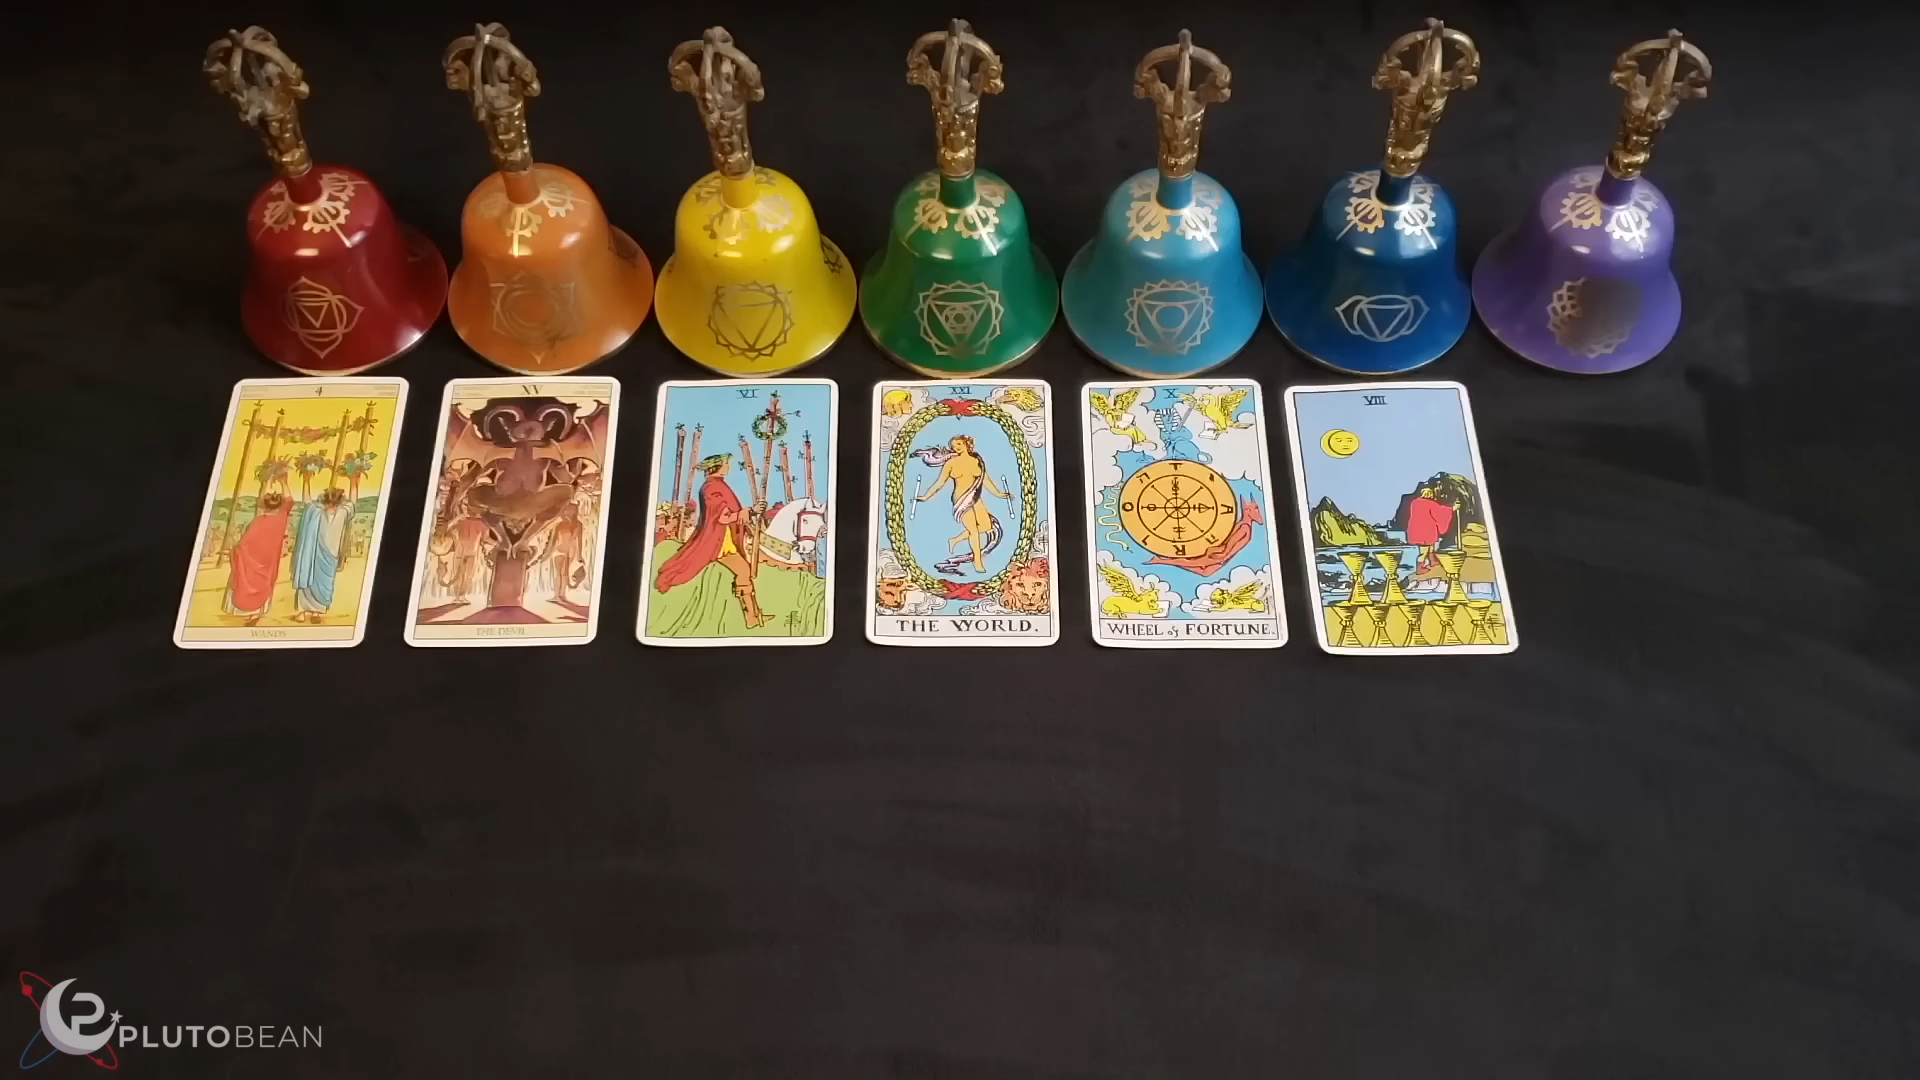 4
WANDS
XV
THE DEVIL
VI
XXI
THE WORLD.
X
T
A
R
O
WHEEL of FORTUNE.
VIII
PLUTOBEAN